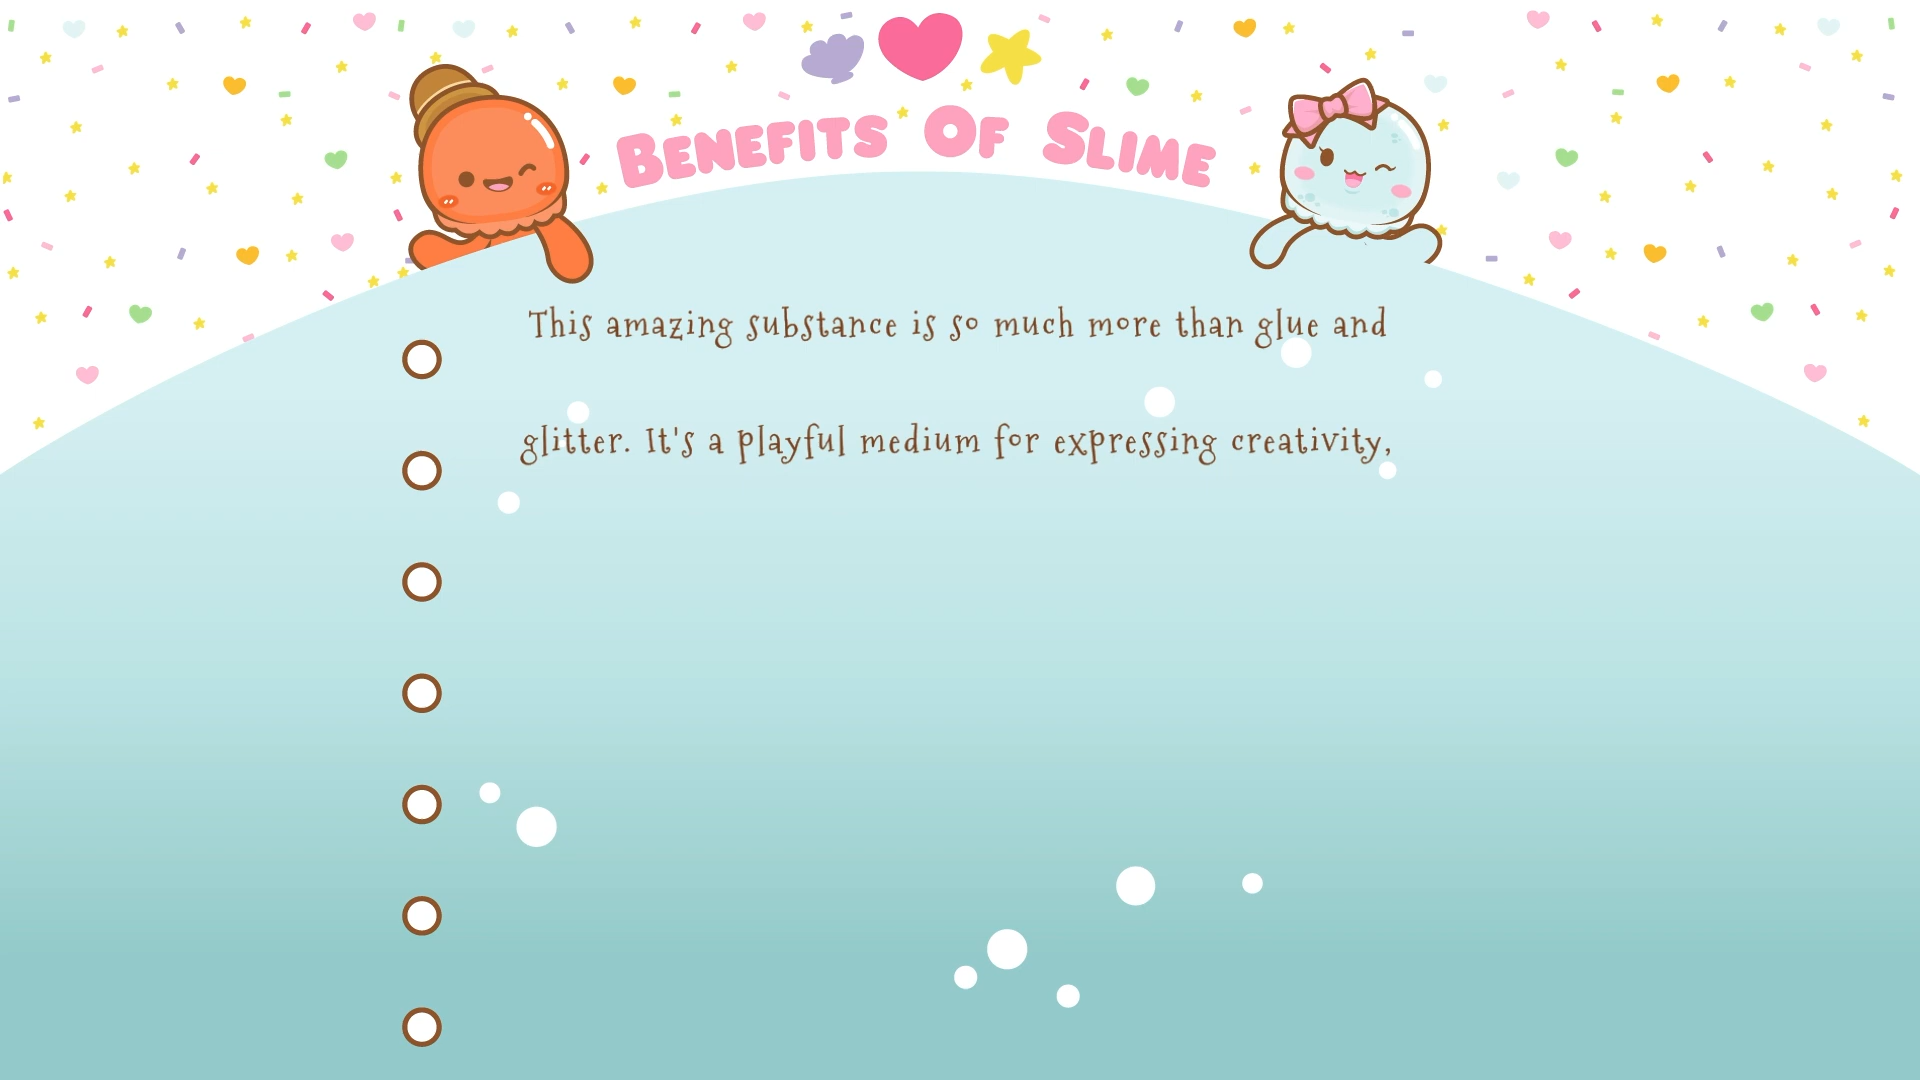 Benefits Of Slime
This amazing substance is so much more than glue and
glitter. It's a playful medium for expressing creativity,